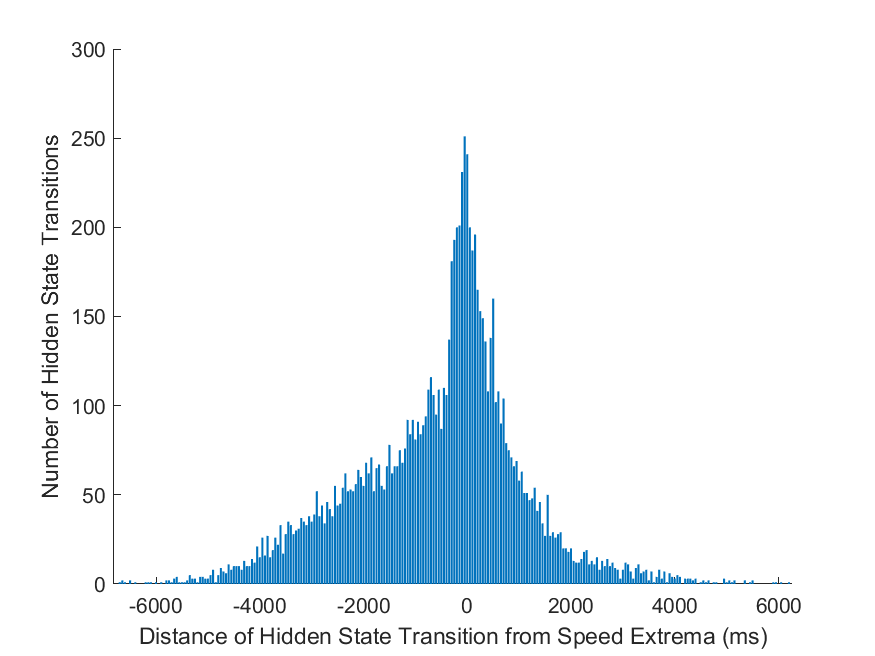 300
250
200
150
100
50
0
Number of Hidden State Transitions
-6000 -4000 -2000 0 2000 4000 6000
Distance of Hidden State Transition from Speed Extrema (ms)